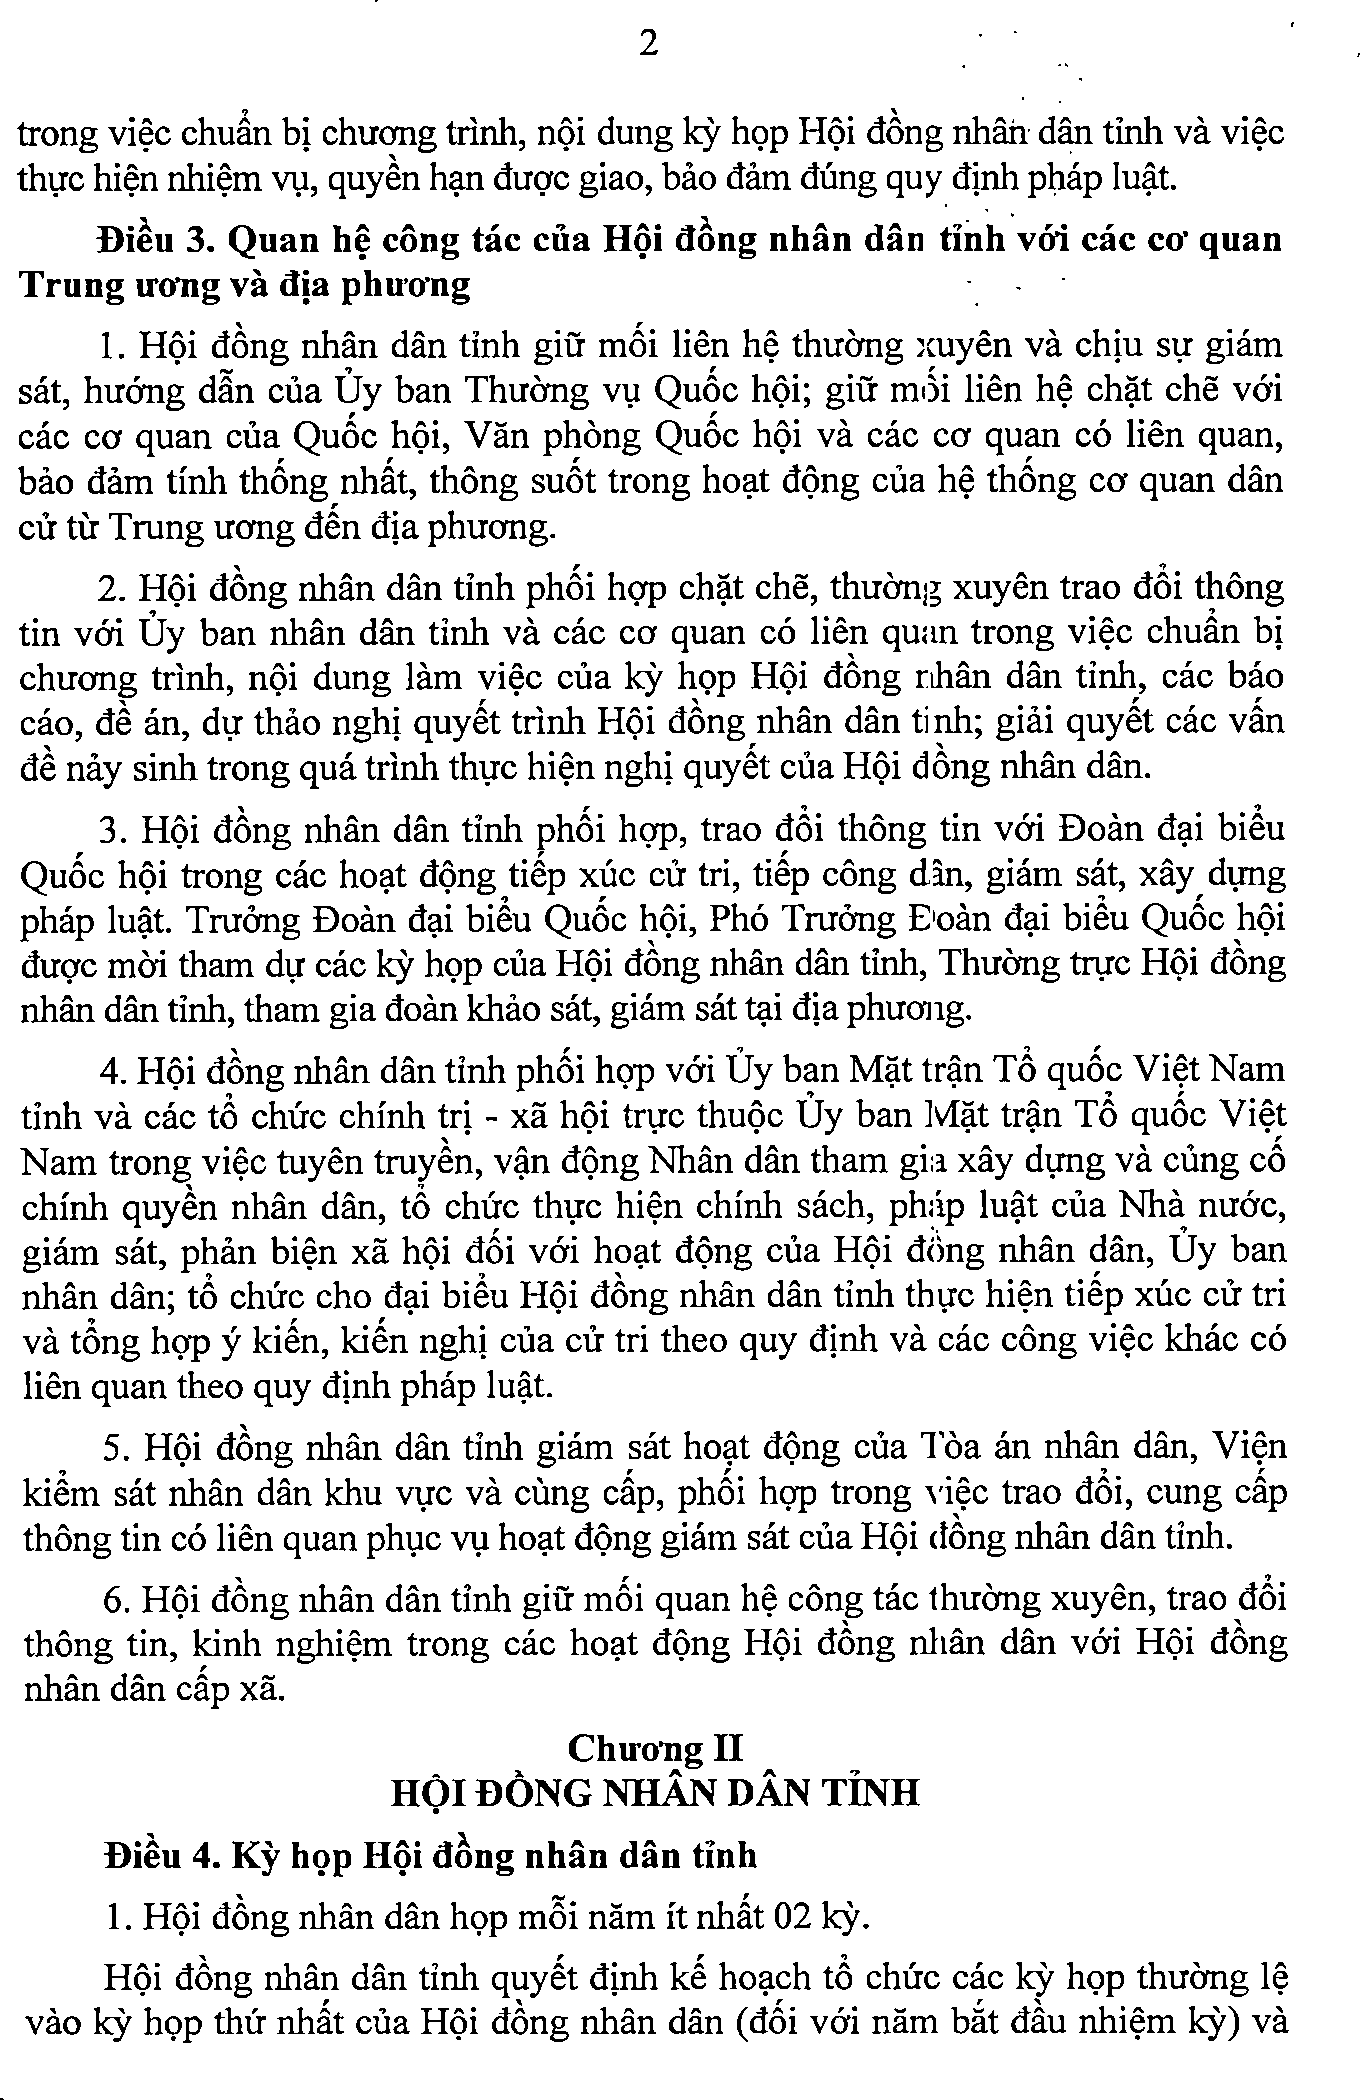 2
trong việc chuẩn bị chương trình, nội dung kỳ họp Hội đồng nhân dân tỉnh và việc
thực hiện nhiệm vụ, quyền hạn được giao, bảo đảm đúng quy định pháp luật.
Điều 3. Quan hệ công tác của Hội đồng nhân dân tỉnh với các cơ quan
Trung ương và địa phương
1. Hội đồng nhân dân tỉnh giữ mối liên hệ thường xuyên và chịu sự giám
sát, hướng dẫn của Ủy ban Thường vụ Quốc hội; giữ mối liên hệ chặt chẽ với
các cơ quan của Quốc hội, Văn phòng Quốc hội và các cơ quan có liên quan,
bảo đảm tính thống nhất, thông suốt trong hoạt động của hệ thống cơ quan dân
cử từ Trung ương đến địa phương.
2. Hội đồng nhân dân tỉnh phối hợp chặt chẽ, thường xuyên trao đổi thông
tin với Ủy ban nhân dân tỉnh và các cơ quan có liên quan trong việc chuẩn bị
chương trình, nội dung làm việc của kỳ họp Hội đồng nhân dân tỉnh, các báo
cáo, đề án, dự thảo nghị quyết trình Hội đồng nhân dân tỉnh; giải quyết các vấn
đề nảy sinh trong quá trình thực hiện nghị quyết của Hội đồng nhân dân.
3. Hội đồng nhân dân tỉnh phối hợp, trao đổi thông tin với Đoàn đại biểu
Quốc hội trong các hoạt động tiếp xúc cử tri, tiếp công dân, giám sát, xây dựng
pháp luật. Trưởng Đoàn đại biểu Quốc hội, Phó Trưởng Đoàn đại biểu Quốc hội
được mời tham dự các kỳ họp của Hội đồng nhân dân tỉnh, Thường trực Hội đồng
nhân dân tỉnh, tham gia đoàn khảo sát, giám sát tại địa phương.
4. Hội đồng nhân dân tỉnh phối hợp với Ủy ban Mặt trận Tổ quốc Việt Nam
tỉnh và các tổ chức chính trị - xã hội trực thuộc Ủy ban Mặt trận Tổ quốc Việt
Nam trong việc tuyên truyền, vận động Nhân dân tham gia xây dựng và củng cố
chính quyền nhân dân, tổ chức thực hiện chính sách, pháp luật của Nhà nước,
giám sát, phản biện xã hội đối với hoạt động của Hội đồng nhân dân, Ủy ban
nhân dân; tổ chức cho đại biểu Hội đồng nhân dân tỉnh thực hiện tiếp xúc cử tri
và tổng hợp ý kiến, kiến nghị của cử tri theo quy định và các công việc khác có
liên quan theo quy định pháp luật.
5. Hội đồng nhân dân tỉnh giám sát hoạt động của Tòa án nhân dân, Viện
kiểm sát nhân dân khu vực và cùng cấp, phối hợp trong việc trao đổi, cung cấp
thông tin có liên quan phục vụ hoạt động giám sát của Hội đồng nhân dân tỉnh.
6. Hội đồng nhân dân tỉnh giữ mối quan hệ công tác thường xuyên, trao đổi
thông tin, kinh nghiệm trong các hoạt động Hội đồng nhân dân với Hội đồng
nhân dân cấp xã.
Chương II
HỘI ĐỒNG NHÂN DÂN TỈNH
Điều 4. Kỳ họp Hội đồng nhân dân tỉnh
1. Hội đồng nhân dân họp mỗi năm ít nhất 02 kỳ.
Hội đồng nhân dân tỉnh quyết định kế hoạch tổ chức các kỳ họp thường lệ
vào kỳ họp thứ nhất của Hội đồng nhân dân (đối với năm bắt đầu nhiệm kỳ) và